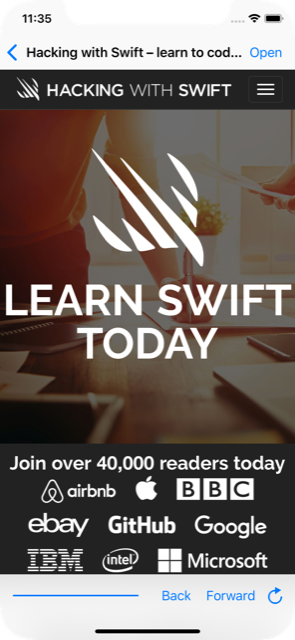 11:35
Hacking with Swift – learn to cod... Open
HACKING WITH SWIFT
LEARN SWIFT
TODAY
Join over 40,000 readers today
airbnb BBC
ebay GitHub Google
IBM intel Microsoft
Back Forward